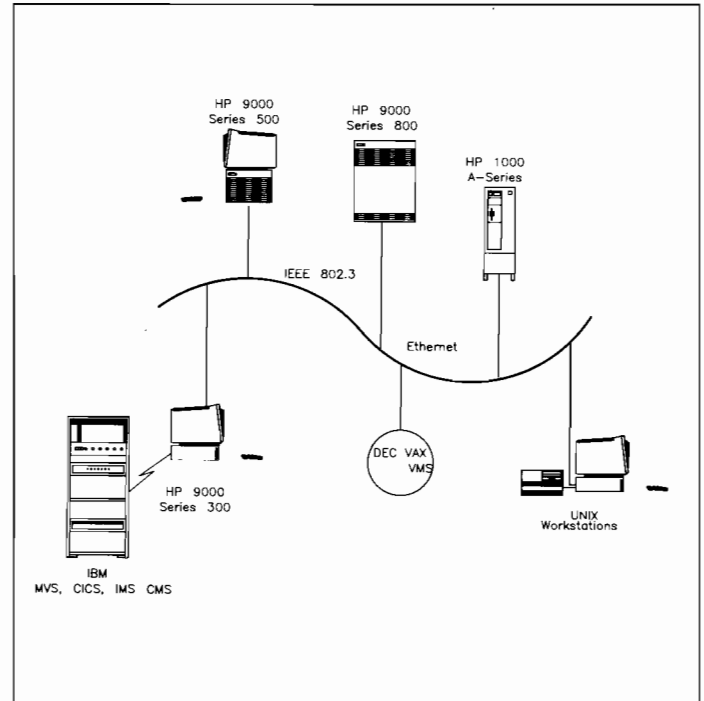 HP 9000
Series 500
HP 9000
Series 800
HP 1000
A-Series
IEEE 802.3
Ethernet
DEC VAX
VMS
HP 9000
Series 300
UNIX
Workstations
IBM
MVS, CICS, IMS CMS